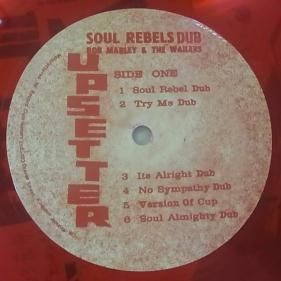 SOUL REBELS DUB
BOB MARLEY & THE WAILERS
UPSETTER
SIDE ONE
1 Soul Rebel Dub
2 Try Me Dub
3 Its Alright Dub
4 No Sympathy Dub
5 Version Of Cup
6 Soul Almighty Dub